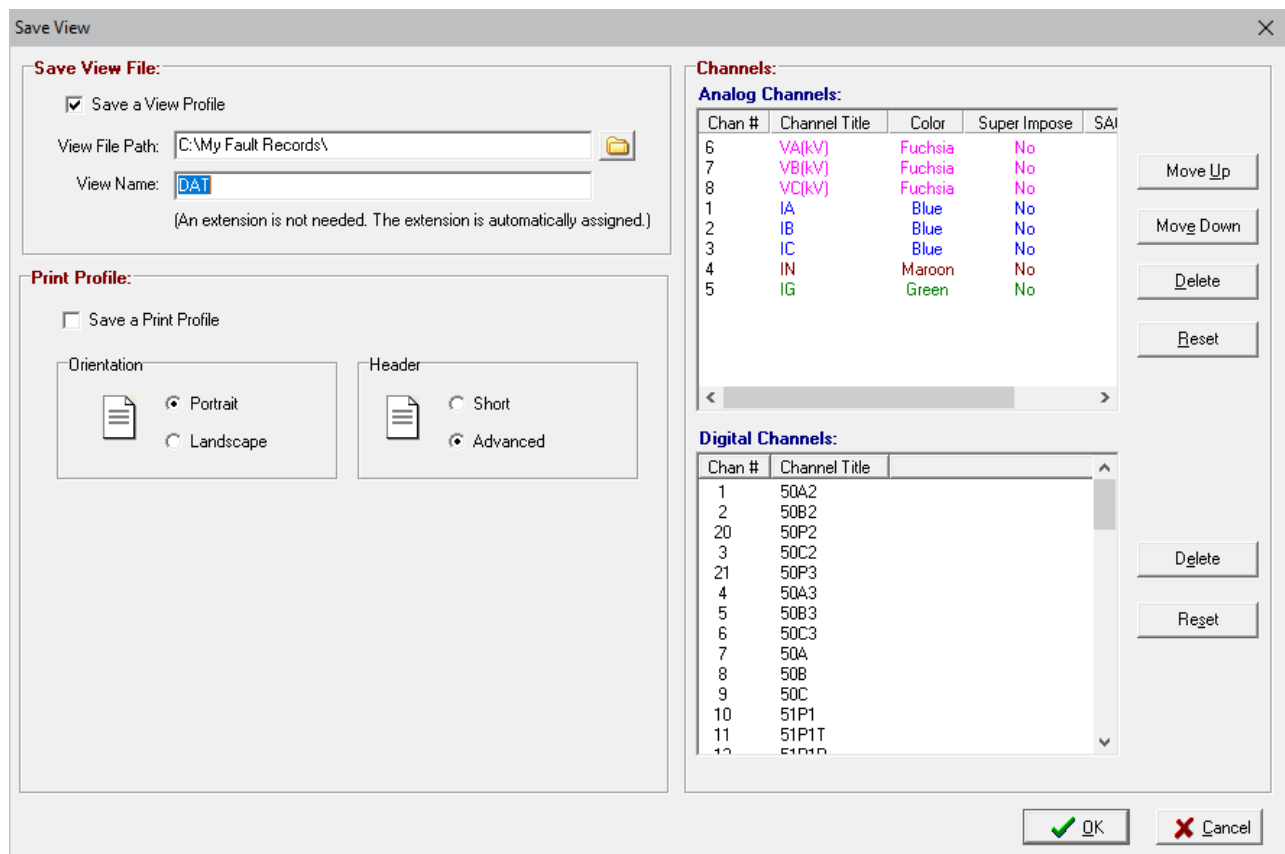 Save View
Save View File:
Save a View Profile
View File Path: C:\My Fault Records\
View Name: DAT
(An extension is not needed. The extension is automatically assigned.)
Print Profile:
Save a Print Profile
Orientation
Portrait
Landscape
Header
Short
Advanced
Channels:
Analog Channels:
Chan # Channel Title Color Super Impose
6 VA(kV) Fuchsia No
7 VB(kV) Fuchsia No
8 VC(kV) Fuchsia No
1 IA Blue No
2 IB Blue No
3 IC Blue No
4 IN Maroon No
5 IG Green No
Move Up
Move Down
Delete
Reset
Digital Channels:
Chan # Channel Title
1 50A2
2 50B2
20 50P2
3 50C2
21 50P3
4 50A3
5 50B3
6 50C3
7 50A
8 50B
9 50C
10 51P1
11 51P1T
Delete
Reset
OK
Cancel